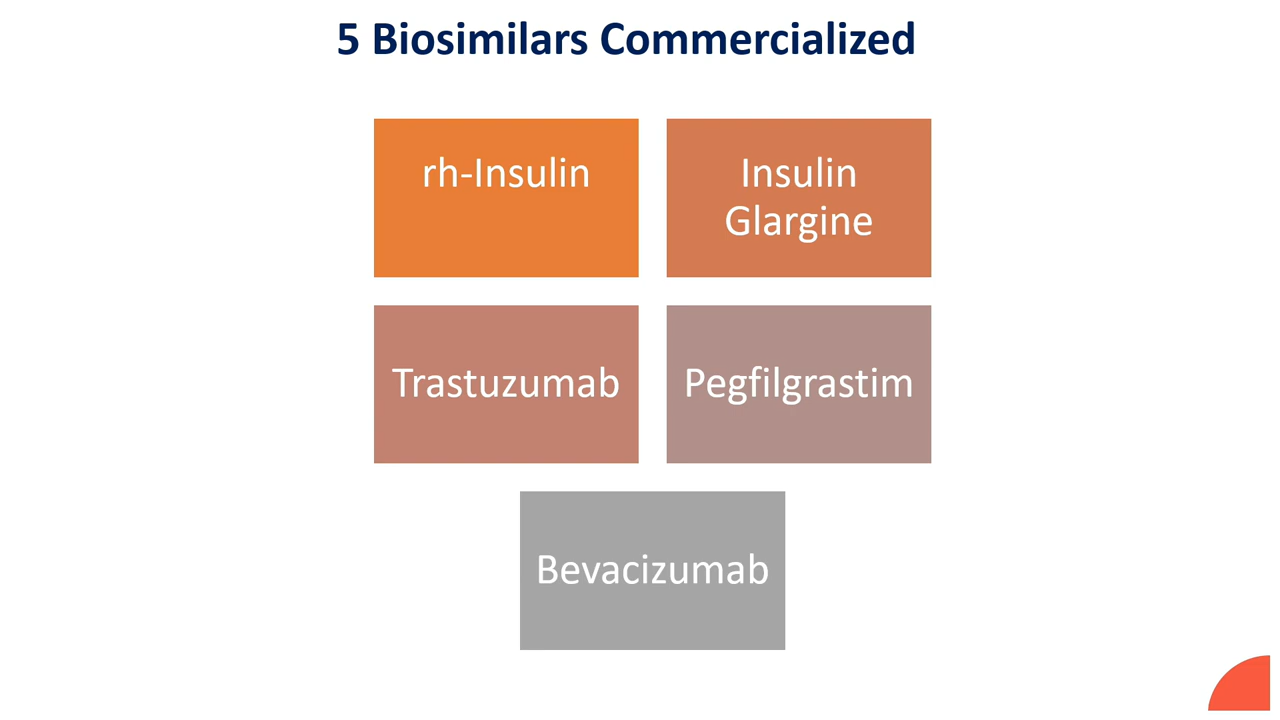 5 Biosimilars Commercialized
rh-Insulin
Insulin
Glargine
Trastuzumab
Pegfilgrastim
Bevacizumab